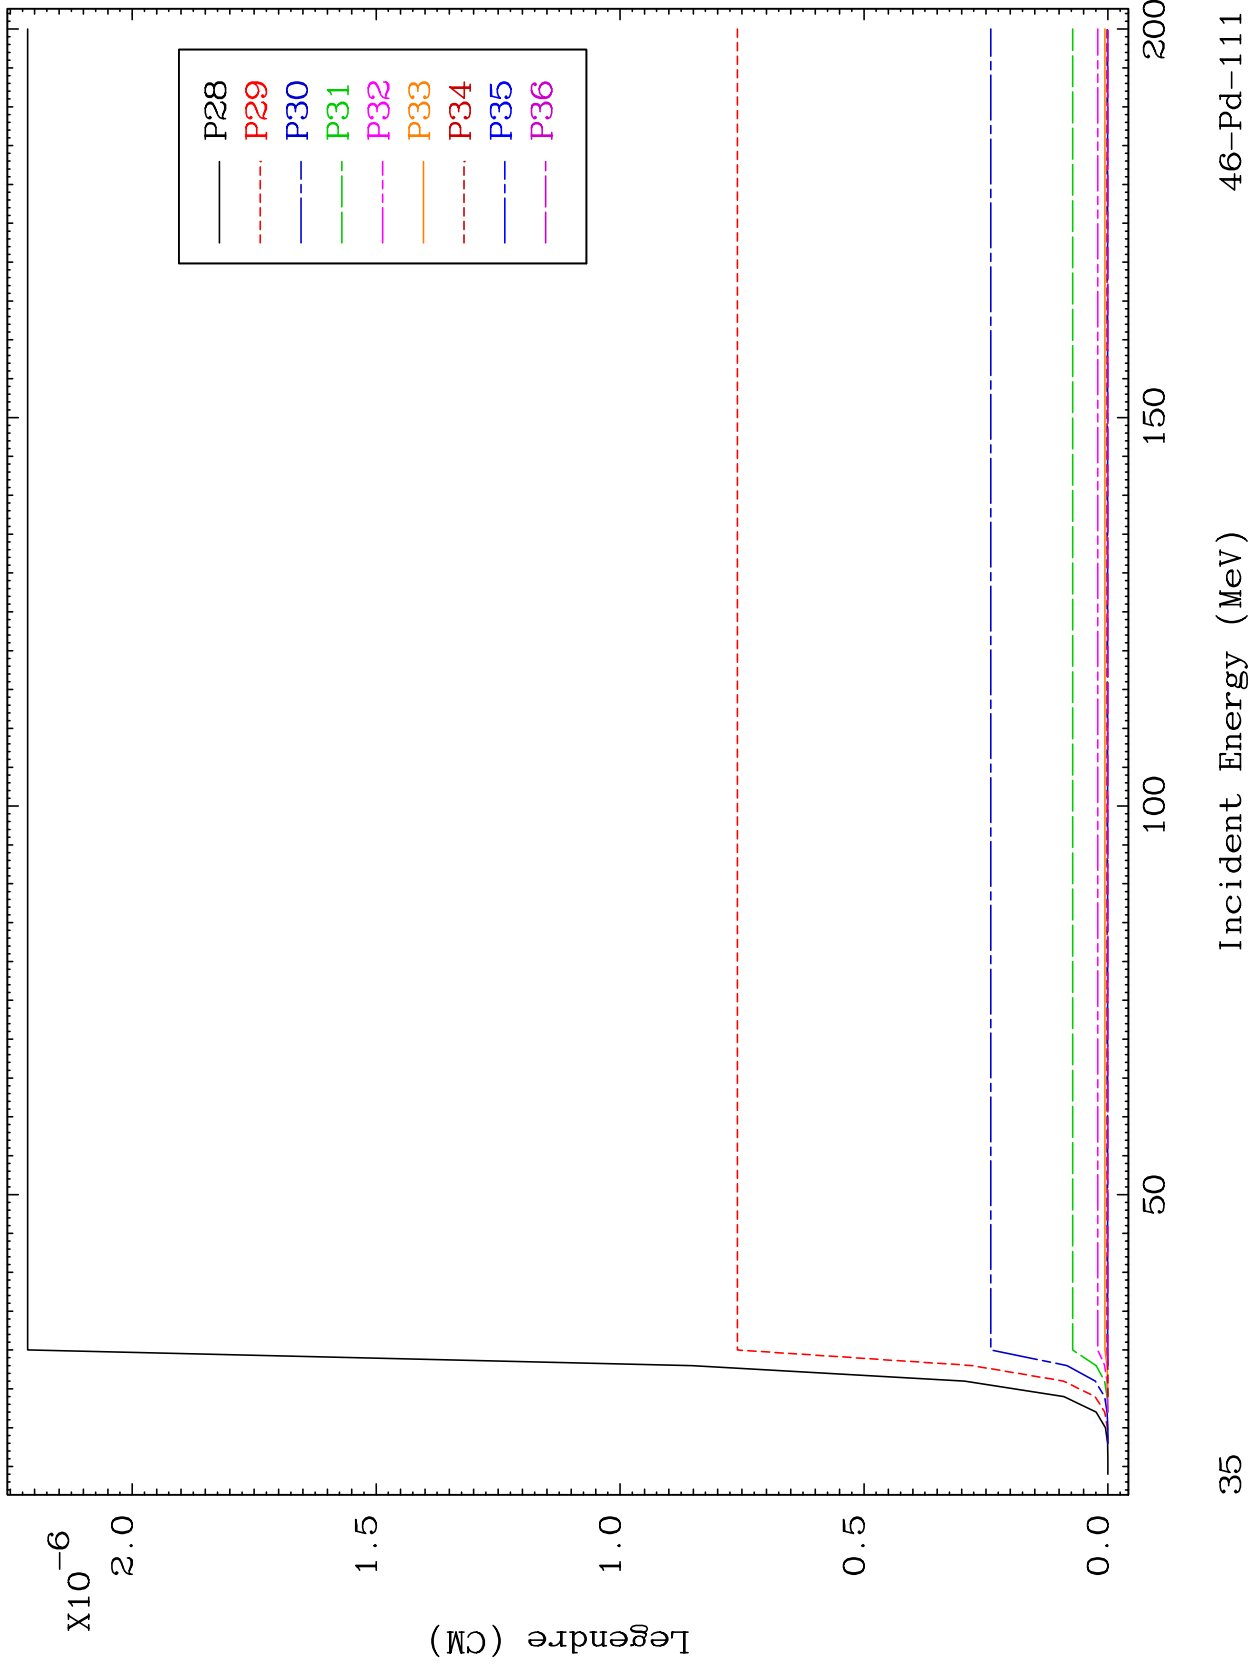 X10-6
2.0
1.5
1.0
0.5
0.0
Legendre (CM)
P28
P29
P30
P31
P32
P33
P34
P35
P36
50
100
150
200
Incident Energy (MeV)
35
46-Pd-111